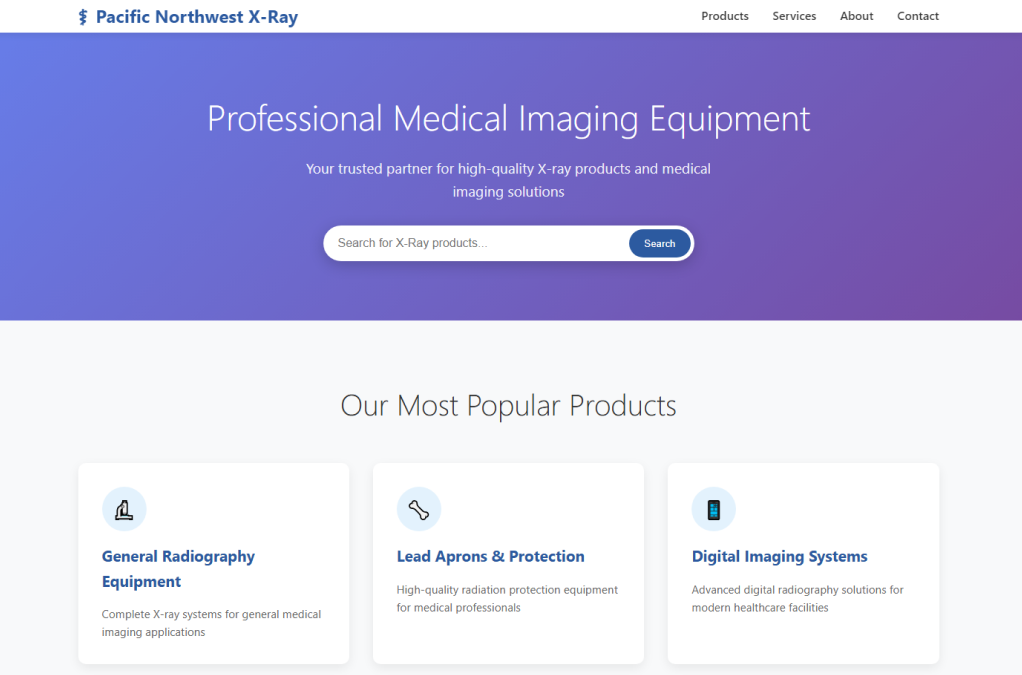 Pacific Northwest X-Ray
Products Services About Contact
Professional Medical Imaging Equipment
Your trusted partner for high-quality X-ray products and medical
imaging solutions
Search for X-Ray products...
Search
Our Most Popular Products
General Radiography
Equipment
Complete X-ray systems for general medical
imaging applications
Lead Aprons & Protection
High-quality radiation protection equipment
for medical professionals
Digital Imaging Systems
Advanced digital radiography solutions for
modern healthcare facilities